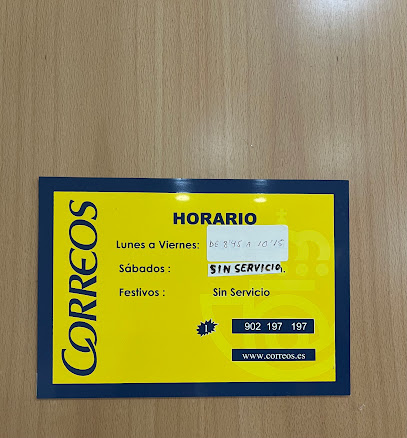 CORREOS
HORARIO
Lunes a Viernes: DE 8'45 A 10'15
Sábados : SIN SERVICIO.
Festivos : Sin Servicio
! 902 197 197
www.correos.es